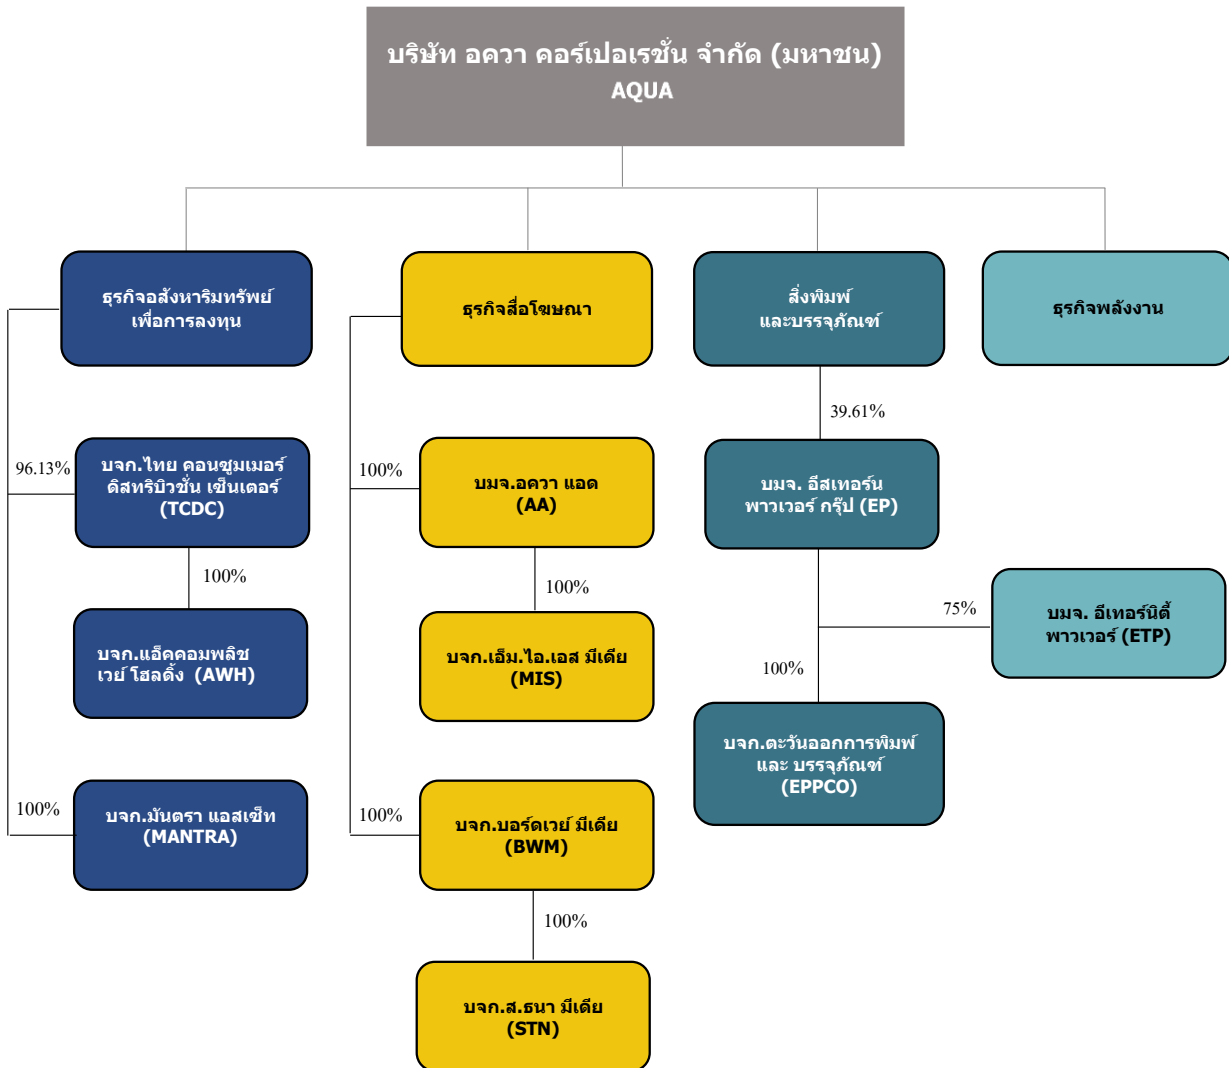 บริษัท อควา คอร์เปอเรชั่น จำกัด (มหาชน)
AQUA
ธุรกิจอสังหาริมทรัพย์
เพื่อการลงทุน
ธุรกิจสื่อโฆษณา
สิ่งพิมพ์
และบรรจุภัณฑ์
ธุรกิจพลังงาน
39.61%
96.13%
บจก.ไทย คอนซูมเมอร์
ดิสทริบิวชั่น เซ็นเตอร์
(TCDC)
100%
บมจ.อควา แอด
(AA)
บมจ. อีสเทอร์น
พาวเวอร์ กรุ๊ป (EP)
100%
100%
75%
บมจ. อีเทอร์นิตี้
พาวเวอร์ (ETP)
บจก.แอ็คคอมพลิช
เวย์ โฮลดิ้ง (AWH)
บจก.เอ็ม.ไอ.เอส มีเดีย
(MIS)
100%
บจก.ตะวันออกการพิมพ์
และ บรรจุภัณฑ์
(EPPCO)
100%
บจก.มันตรา แอสเซ็ท
(MANTRA)
100%
บจก.บอร์ดเวย์ มีเดีย
(BWM)
100%
บจก.ส.ธนา มีเดีย
(STN)